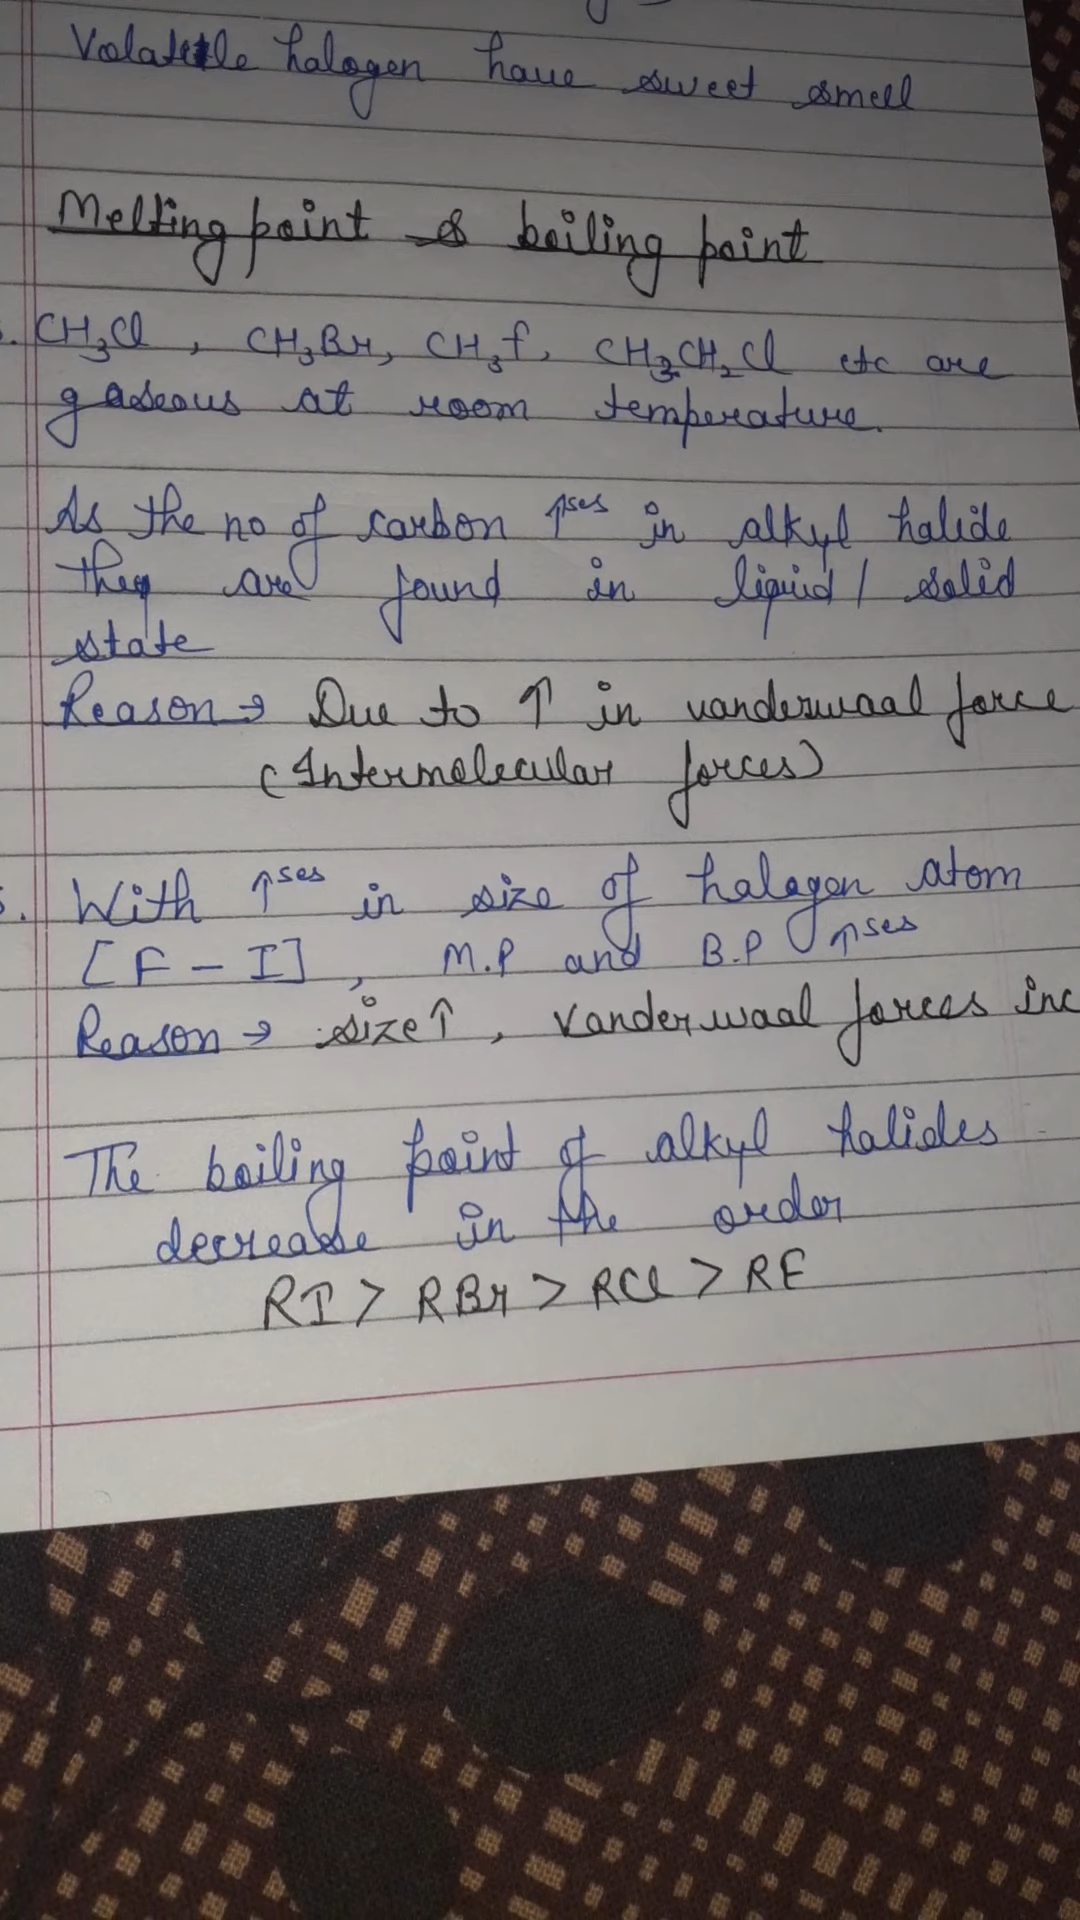 Volatile halogen have sweet smell
Melting point & boiling point
CH₃Cl, CH₃Br, CH₃f, CH₃CH₂Cl etc are
gaseous at room temperature.
As the no of carbon ↑ses in alkyl halide
they are found in liquid/ solid
state
Reason → Due to ↑ in vanderwaal force
(Intermolecular forces)
With ↑ses in size of halogen atom
[F - I], M.P and B.P ↑ses
Reason → size↑, Vanderwaal forces inc
The boiling point of alkyl halides
decrease in the order
RI > RBr > RCl > RF